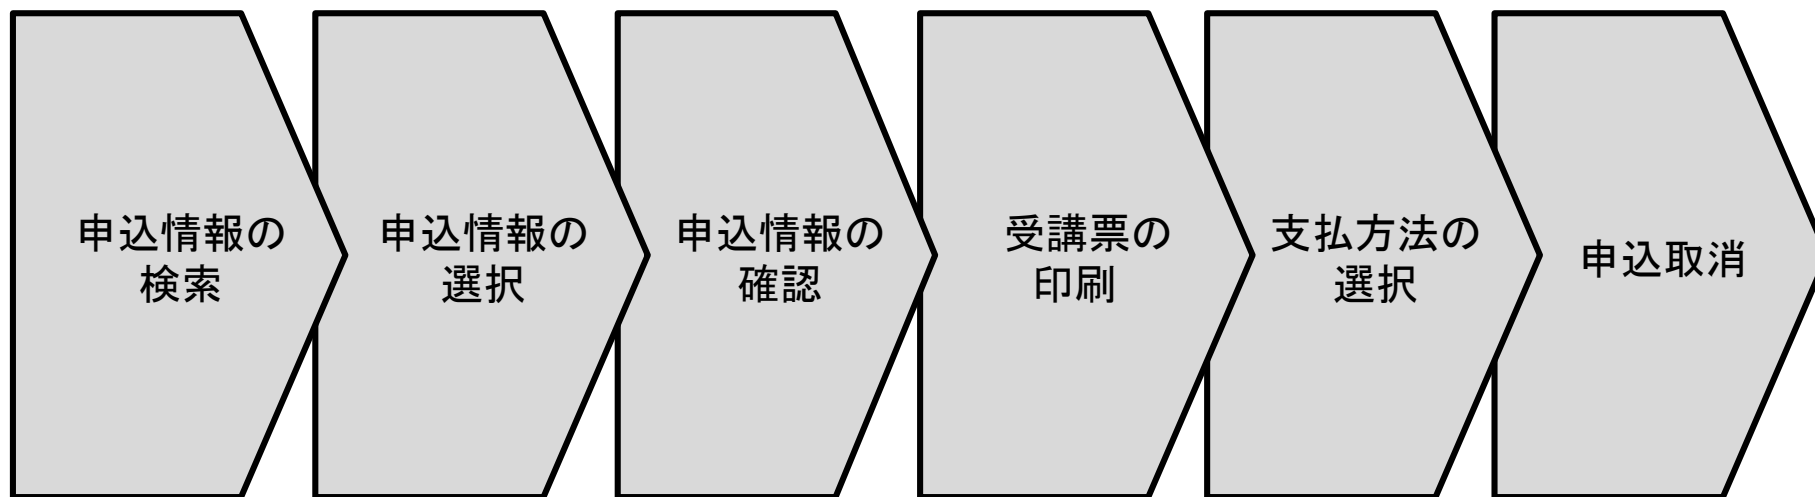 申込情報の
検索
申込情報の
選択
申込情報の
確認
受講票の
印刷
支払方法の
選択
申込取消